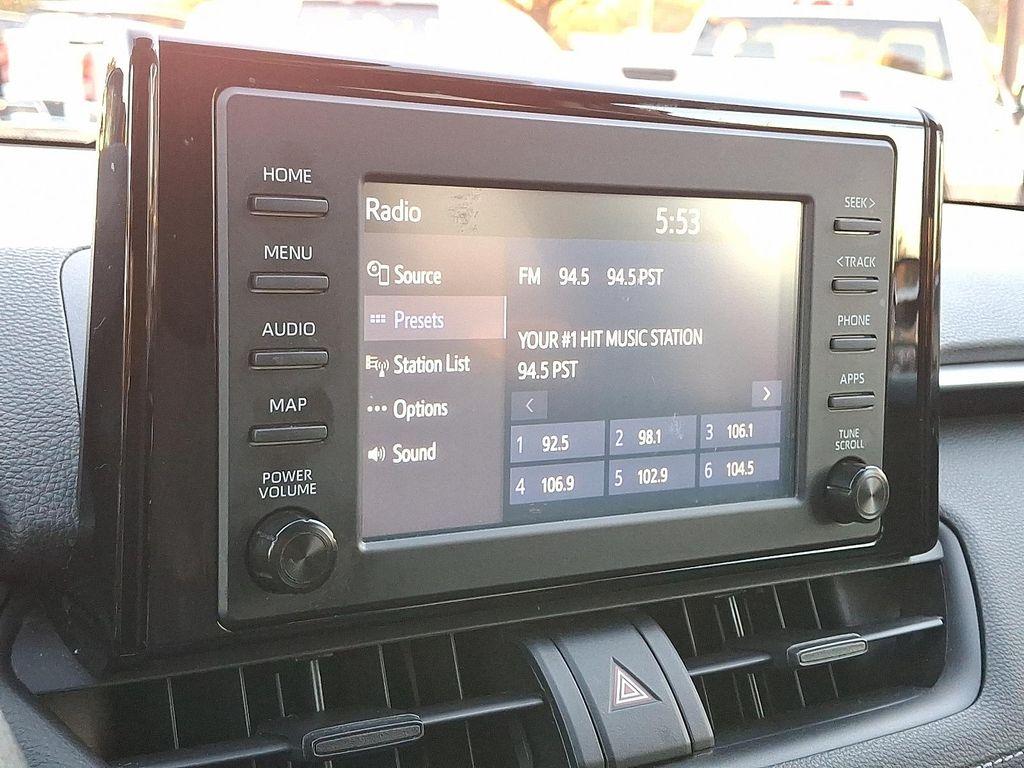 HOME
MENU
AUDIO
MAP
POWER
VOLUME
Radio 5:53
Source
Presets
Station List
Options
Sound
FM 94.5 94.5 PST
YOUR #1 HIT MUSIC STATION
94.5 PST
< >
1 92.5 2 98.1 3 106.1
4 106.9 5 102.9 6 104.5
SEEK >
< TRACK
PHONE
APPS
TUNE
SCROLL